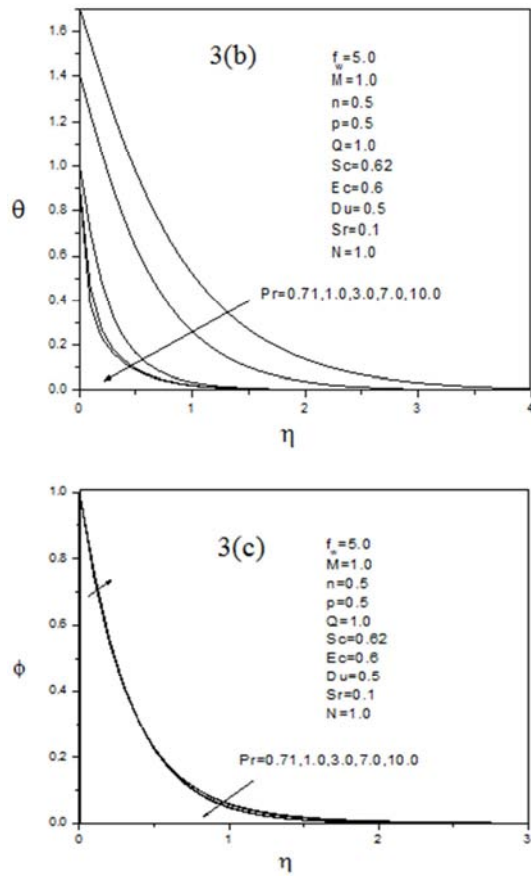 3(b)
f_w=5.0
M=1.0
n=0.5
p=0.5
Q=1.0
Sc=0.62
Ec=0.6
Du=0.5
Sr=0.1
N=1.0
Pr=0.71,1.0,3.0,7.0,10.0
θ
1.6
1.4
1.2
1.0
0.8
0.6
0.4
0.2
0.0
0
1
2
3
4
η
3(c)
f_w=5.0
M=1.0
n=0.5
p=0.5
Q=1.0
Sc=0.62
Ec=0.6
Du=0.5
Sr=0.1
N=1.0
Pr=0.71,1.0,3.0,7.0,10.0
ϕ
1.0
0.8
0.6
0.4
0.2
0.0
0
1
2
3
η